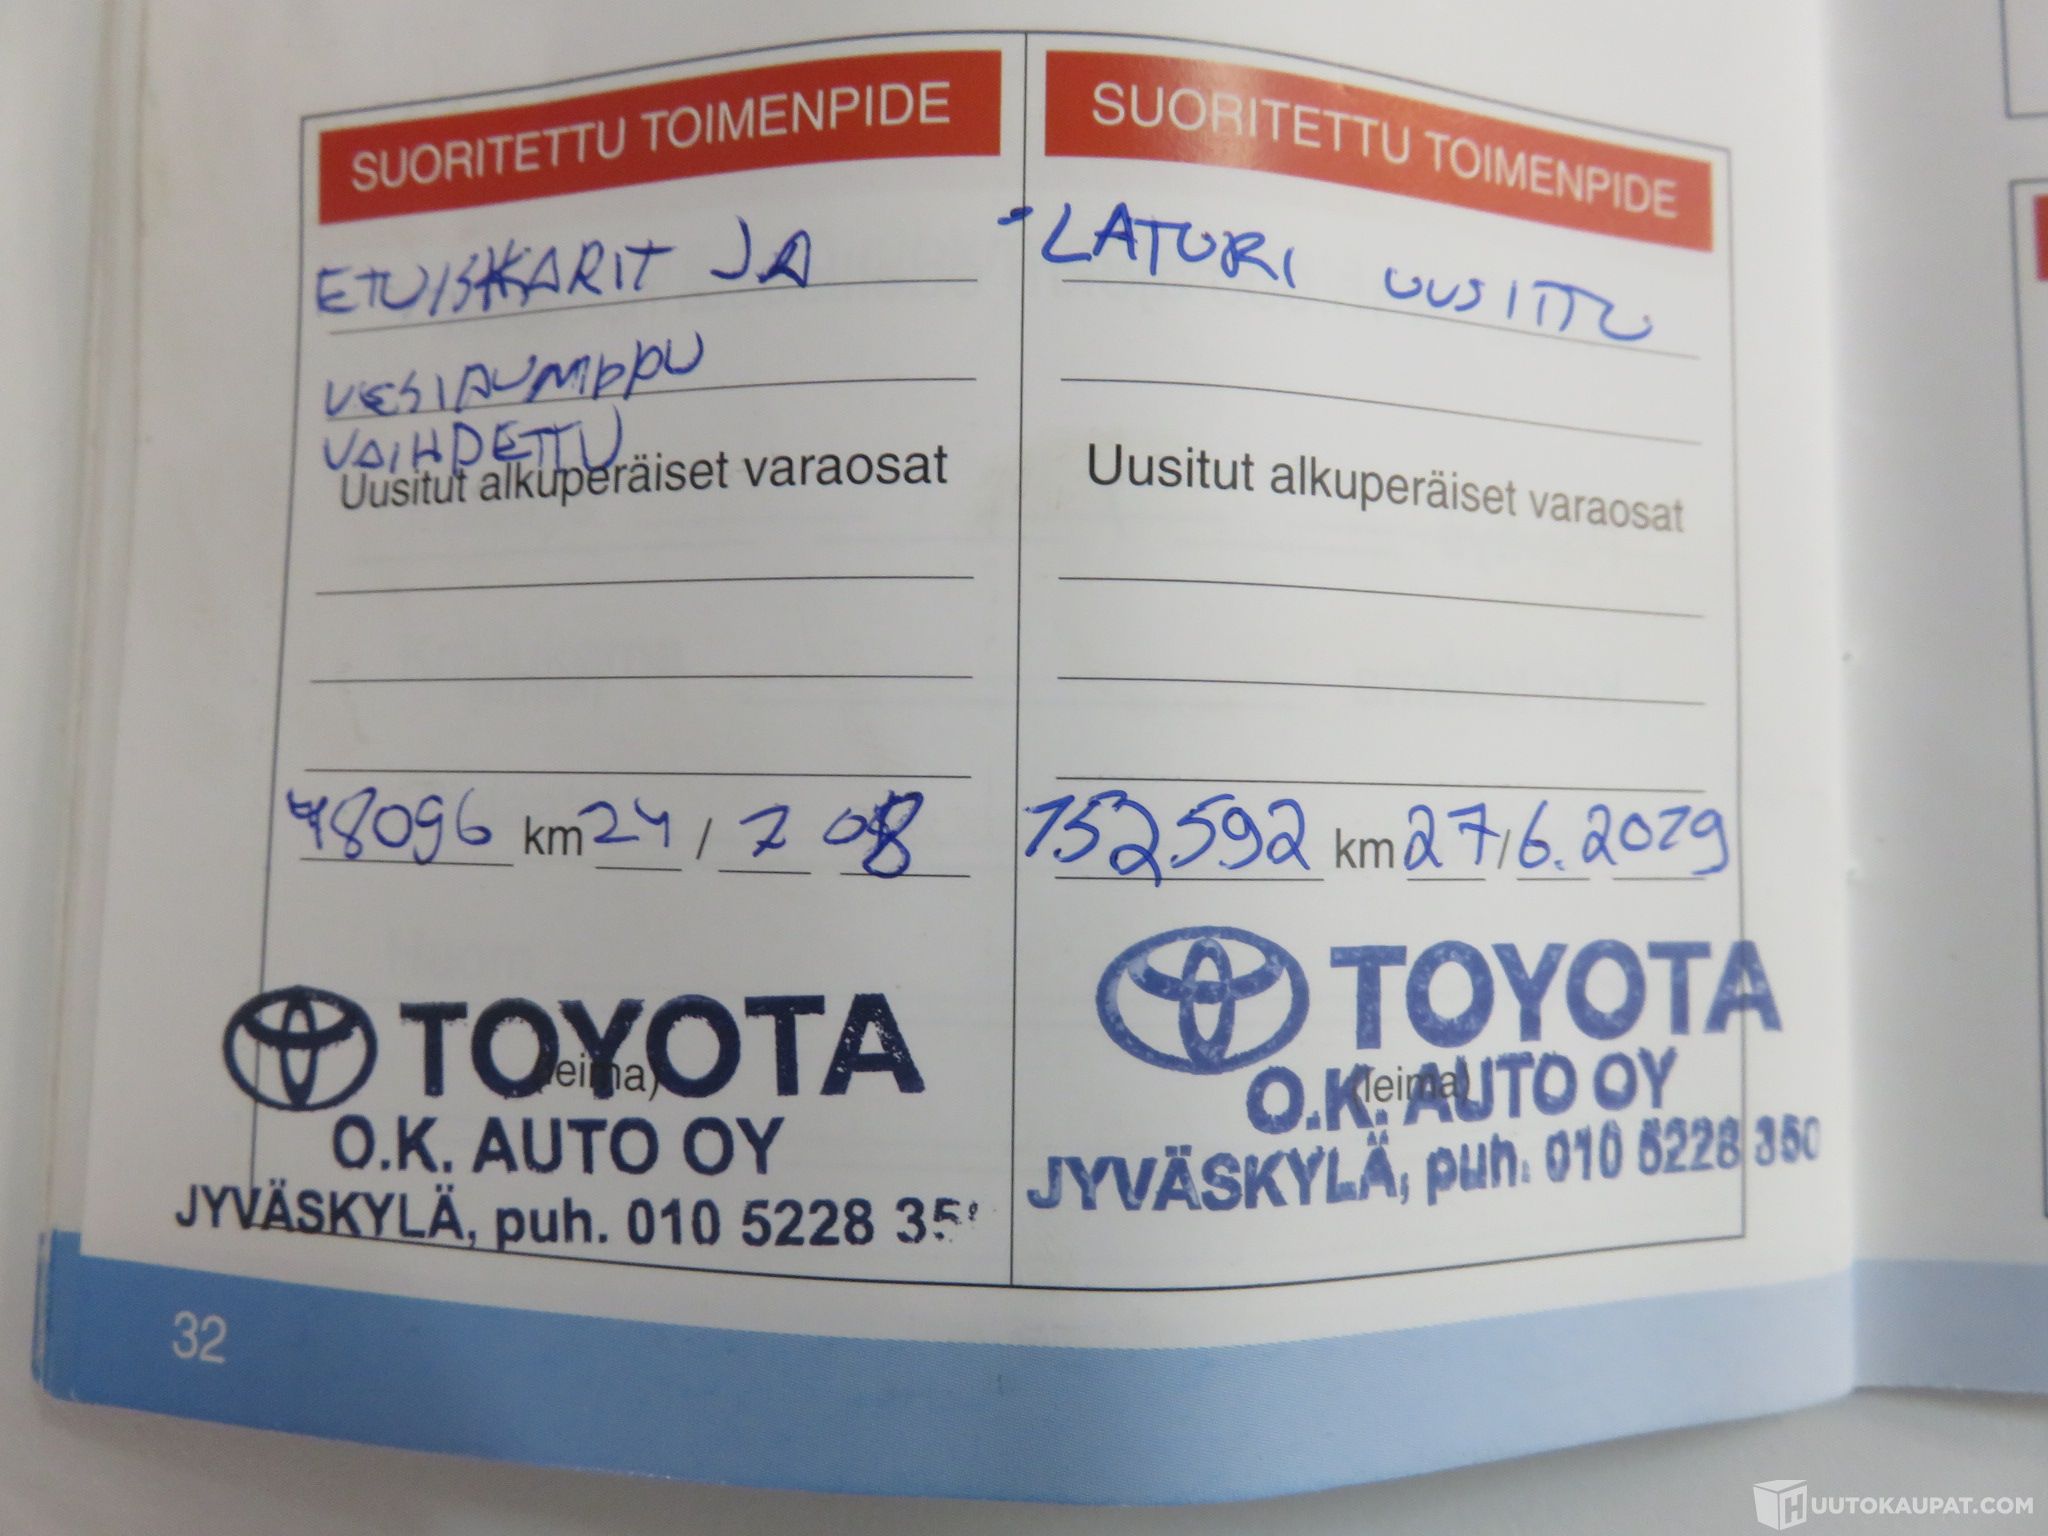 SUORITETTU TOIMENPIDE
ETUISKARIT JA
VESIPUMPPU
VAIHDETTU
Uusitut alkuperäiset varaosat
48096 km 24 / 7 08
(leima)
TOYOTA
O.K. AUTO OY
JYVÄSKYLÄ, puh. 010 5228
SUORITETTU TOIMENPIDE
- LATURI UUSITTU
Uusitut alkuperäiset varaosat
152592 km 27/6.2019
(leima)
TOYOTA
O.K. AUTO OY
JYVÄSKYLÄ, puh. 010 5228 350
32
HUUTOKAUPAT.COM